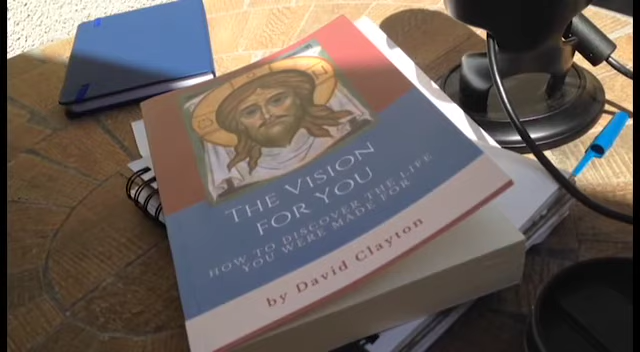 THE VISION
FOR YOU
HOW TO DISCOVER THE LIFE
YOU WERE MADE FOR
by David Clayton